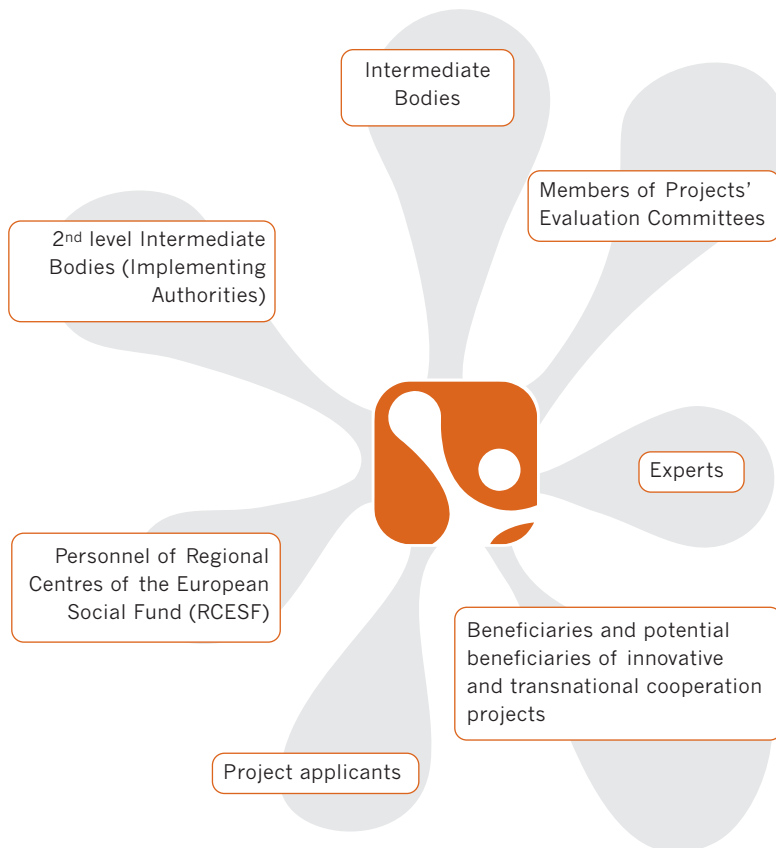 Intermediate
Bodies
Members of Projects’
Evaluation Committees
2nd level Intermediate
Bodies (Implementing
Authorities)
Experts
Personnel of Regional
Centres of the European
Social Fund (RCESF)
Beneficiaries and potential
beneficiaries of innovative
and transnational cooperation
projects
Project applicants